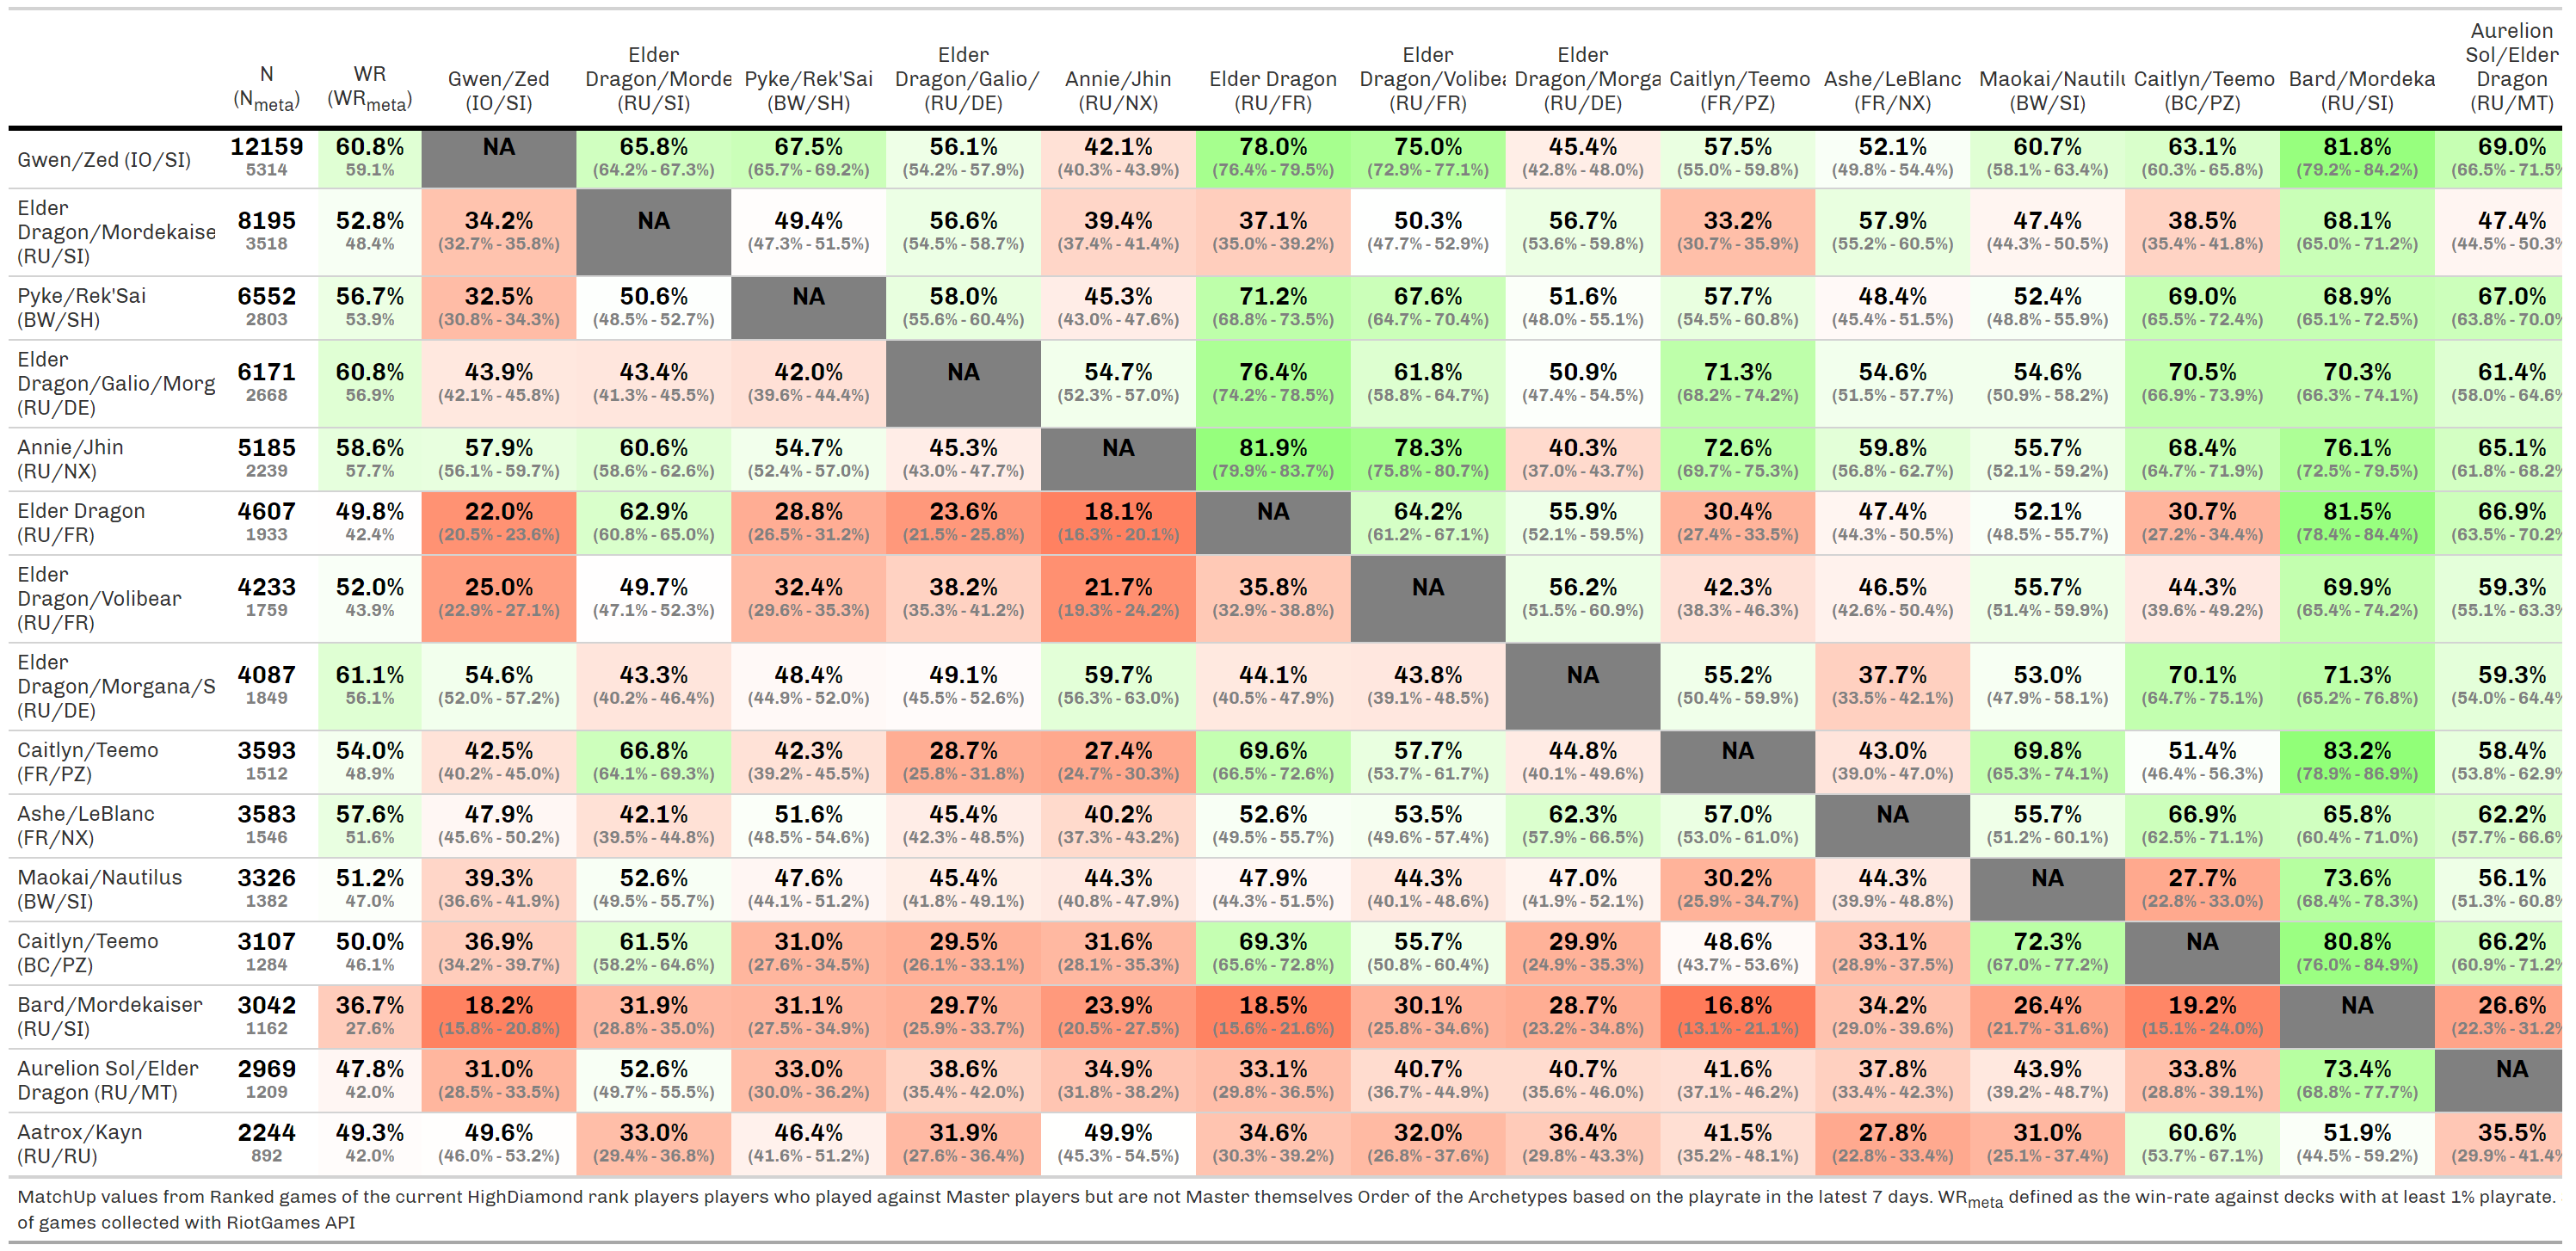 N (Nmeta) WR (WRmeta) Gwen/Zed (IO/SI) Elder Dragon/Morde (RU/SI) Pyke/Rek'Sai (BW/SH) Elder Dragon/Galio/ (RU/DE) Annie/Jhin (RU/NX) Elder Dragon (RU/FR) Elder Dragon/Volibea (RU/FR) Elder Dragon/Morga (RU/DE) Caitlyn/Teemo (FR/PZ) Ashe/LeBlanc (FR/NX) Maokai/Nautilu (BW/SI) Caitlyn/Teemo (BC/PZ) Bard/Mordeka (RU/SI) Aurelion Sol/Elder Dragon (RU/MT)
Gwen/Zed (IO/SI) 12159 60.8% NA 65.8% 67.5% 56.1% 42.1% 78.0% 75.0% 45.4% 57.5% 52.1% 60.7% 63.1% 81.8% 69.0%
5314 59.1% (64.2% - 67.3%) (65.7% - 69.2%) (54.2% - 57.9%) (40.3% - 43.9%) (76.4% - 79.5%) (72.9% - 77.1%) (42.8% - 48.0%) (55.0% - 59.8%) (49.8% - 54.4%) (58.1% - 63.4%) (60.3% - 65.8%) (79.2% - 84.2%) (66.5% - 71.5%
Elder Dragon/Mordekaise (RU/SI) 8195 52.8% 34.2% NA 49.4% 56.6% 39.4% 37.1% 50.3% 56.7% 33.2% 57.9% 47.4% 38.5% 68.1% 47.4%
3518 48.4% (32.7% - 35.8%) (47.3% - 51.5%) (54.5% - 58.7%) (37.4% - 41.4%) (35.0% - 39.2%) (47.7% - 52.9%) (53.6% - 59.8%) (30.7% - 35.9%) (55.2% - 60.5%) (44.3% - 50.5%) (35.4% - 41.8%) (65.0% - 71.2%) (44.5% - 50.3%
Pyke/Rek'Sai (BW/SH) 6552 56.7% 32.5% 50.6% NA 58.0% 45.3% 71.2% 67.6% 51.6% 57.7% 48.4% 52.4% 69.0% 68.9% 67.0%
2803 53.9% (30.8% - 34.3%) (48.5% - 52.7%) (55.6% - 60.4%) (43.0% - 47.6%) (68.8% - 73.5%) (64.7% - 70.4%) (48.0% - 55.1%) (54.5% - 60.8%) (45.4% - 51.5%) (48.8% - 55.9%) (65.5% - 72.4%) (65.1% - 72.5%) (63.8% - 70.0%
Elder Dragon/Galio/Morg (RU/DE) 6171 60.8% 43.9% 43.4% 42.0% NA 54.7% 76.4% 61.8% 50.9% 71.3% 54.6% 54.6% 70.5% 70.3% 61.4%
2668 56.9% (42.1% - 45.8%) (41.3% - 45.5%) (39.6% - 44.4%) (52.3% - 57.0%) (74.2% - 78.5%) (58.8% - 64.7%) (47.4% - 54.5%) (68.2% - 74.2%) (51.5% - 57.7%) (50.9% - 58.2%) (66.9% - 73.9%) (66.3% - 74.1%) (58.0% - 64.6%
Annie/Jhin (RU/NX) 5185 58.6% 57.9% 60.6% 54.7% 45.3% NA 81.9% 78.3% 40.3% 72.6% 59.8% 55.7% 68.4% 76.1% 65.1%
2239 57.7% (56.1% - 59.7%) (58.6% - 62.6%) (52.4% - 57.0%) (43.0% - 47.7%) (79.9% - 83.7%) (75.8% - 80.7%) (37.0% - 43.7%) (69.7% - 75.3%) (56.8% - 62.7%) (52.1% - 59.2%) (64.7% - 71.9%) (72.5% - 79.5%) (61.8% - 68.2%
Elder Dragon (RU/FR) 4607 49.8% 22.0% 62.9% 28.8% 23.6% 18.1% NA 64.2% 55.9% 30.4% 47.4% 52.1% 30.7% 81.5% 66.9%
1933 42.4% (20.5% - 23.6%) (60.8% - 65.0%) (26.5% - 31.2%) (21.5% - 25.8%) (16.3% - 20.1%) (61.2% - 67.1%) (52.1% - 59.5%) (27.4% - 33.5%) (44.3% - 50.5%) (48.5% - 55.7%) (27.2% - 34.4%) (78.4% - 84.4%) (63.5% - 70.2%
Elder Dragon/Volibear (RU/FR) 4233 52.0% 25.0% 49.7% 32.4% 38.2% 21.7% 35.8% NA 56.2% 42.3% 46.5% 55.7% 44.3% 69.9% 59.3%
1759 43.9% (22.9% - 27.1%) (47.1% - 52.3%) (29.6% - 35.3%) (35.3% - 41.2%) (19.3% - 24.2%) (32.9% - 38.8%) (51.5% - 60.9%) (38.3% - 46.3%) (42.6% - 50.4%) (51.4% - 59.9%) (39.6% - 49.2%) (65.4% - 74.2%) (55.1% - 63.3%
Elder Dragon/Morgana/S (RU/DE) 4087 61.1% 54.6% 43.3% 48.4% 49.1% 59.7% 44.1% 43.8% NA 55.2% 37.7% 53.0% 70.1% 71.3% 59.3%
1849 56.1% (52.0% - 57.2%) (40.2% - 46.4%) (44.9% - 52.0%) (45.5% - 52.6%) (56.3% - 63.0%) (40.5% - 47.9%) (39.1% - 48.5%) (50.4% - 59.9%) (33.5% - 42.1%) (47.9% - 58.1%) (64.7% - 75.1%) (65.2% - 76.8%) (54.0% - 64.4%
Caitlyn/Teemo (FR/PZ) 3593 54.0% 42.5% 66.8% 42.3% 28.7% 27.4% 69.6% 57.7% 44.8% NA 43.0% 69.8% 51.4% 83.2% 58.4%
1512 48.9% (40.2% - 45.0%) (64.1% - 69.3%) (39.2% - 45.5%) (25.8% - 31.8%) (24.7% - 30.3%) (66.5% - 72.6%) (53.7% - 61.7%) (40.1% - 49.6%) (39.0% - 47.0%) (65.3% - 74.1%) (46.4% - 56.3%) (78.9% - 86.9%) (53.8% - 62.9%
Ashe/LeBlanc (FR/NX) 3583 57.6% 47.9% 42.1% 51.6% 45.4% 40.2% 52.6% 53.5% 62.3% 57.0% NA 55.7% 66.9% 65.8% 62.2%
1546 51.6% (45.6% - 50.2%) (39.5% - 44.8%) (48.5% - 54.6%) (42.3% - 48.5%) (37.3% - 43.2%) (49.5% - 55.7%) (49.6% - 57.4%) (57.9% - 66.5%) (53.0% - 61.0%) (51.2% - 60.1%) (62.5% - 71.1%) (60.4% - 71.0%) (57.7% - 66.6%
Maokai/Nautilus (BW/SI) 3326 51.2% 39.3% 52.6% 47.6% 45.4% 44.3% 47.9% 44.3% 47.0% 30.2% 44.3% NA 27.7% 73.6% 56.1%
1382 47.0% (36.6% - 41.9%) (49.5% - 55.7%) (44.1% - 51.2%) (41.8% - 49.1%) (40.8% - 47.9%) (44.3% - 51.5%) (40.1% - 48.6%) (41.9% - 52.1%) (25.9% - 34.7%) (39.9% - 48.8%) (22.8% - 33.0%) (68.4% - 78.3%) (51.3% - 60.8%
Caitlyn/Teemo (BC/PZ) 3107 50.0% 36.9% 61.5% 31.0% 29.5% 31.6% 69.3% 55.7% 29.9% 48.6% 33.1% 72.3% NA 80.8% 66.2%
1284 46.1% (34.2% - 39.7%) (58.2% - 64.6%) (27.6% - 34.5%) (26.1% - 33.1%) (28.1% - 35.3%) (65.6% - 72.8%) (50.8% - 60.4%) (24.9% - 35.3%) (43.7% - 53.6%) (28.9% - 37.5%) (67.0% - 77.2%) (76.0% - 84.9%) (60.9% - 71.2%
Bard/Mordekaiser (RU/SI) 3042 36.7% 18.2% 31.9% 31.1% 29.7% 23.9% 18.5% 30.1% 28.7% 16.8% 34.2% 26.4% 19.2% NA 26.6%
1162 27.6% (15.8% - 20.8%) (28.8% - 35.0%) (27.5% - 34.9%) (25.9% - 33.7%) (20.5% - 27.5%) (15.6% - 21.6%) (25.8% - 34.6%) (23.2% - 34.8%) (13.1% - 21.1%) (29.0% - 39.6%) (21.7% - 31.6%) (15.1% - 24.0%) (22.3% - 31.2%
Aurelion Sol/Elder Dragon (RU/MT) 2969 47.8% 31.0% 52.6% 33.0% 38.6% 34.9% 33.1% 40.7% 40.7% 41.6% 37.8% 43.9% 33.8% 73.4% NA
1209 42.0% (28.5% - 33.5%) (49.7% - 55.5%) (30.0% - 36.2%) (35.4% - 42.0%) (31.8% - 38.2%) (29.8% - 36.5%) (36.7% - 44.9%) (35.6% - 46.0%) (37.1% - 46.2%) (33.4% - 42.3%) (39.2% - 48.7%) (28.8% - 39.1%) (68.8% - 77.7%)
Aatrox/Kayn (RU/RU) 2244 49.3% 49.6% 33.0% 46.4% 31.9% 49.9% 34.6% 32.0% 36.4% 41.5% 27.8% 31.0% 60.6% 51.9% 35.5%
892 42.0% (46.0% - 53.2%) (29.4% - 36.8%) (41.6% - 51.2%) (27.6% - 36.4%) (45.3% - 54.5%) (30.3% - 39.2%) (26.8% - 37.6%) (29.8% - 43.3%) (35.2% - 48.1%) (22.8% - 33.4%) (25.1% - 37.4%) (53.7% - 67.1%) (44.5% - 59.2%) (29.9% - 41.4%
MatchUp values from Ranked games of the current HighDiamond rank players players who played against Master players but are not Master themselves Order of the Archetypes based on the playrate in the latest 7 days. WRmeta defined as the win-rate against decks with at least 1% playrate.
of games collected with RiotGames API